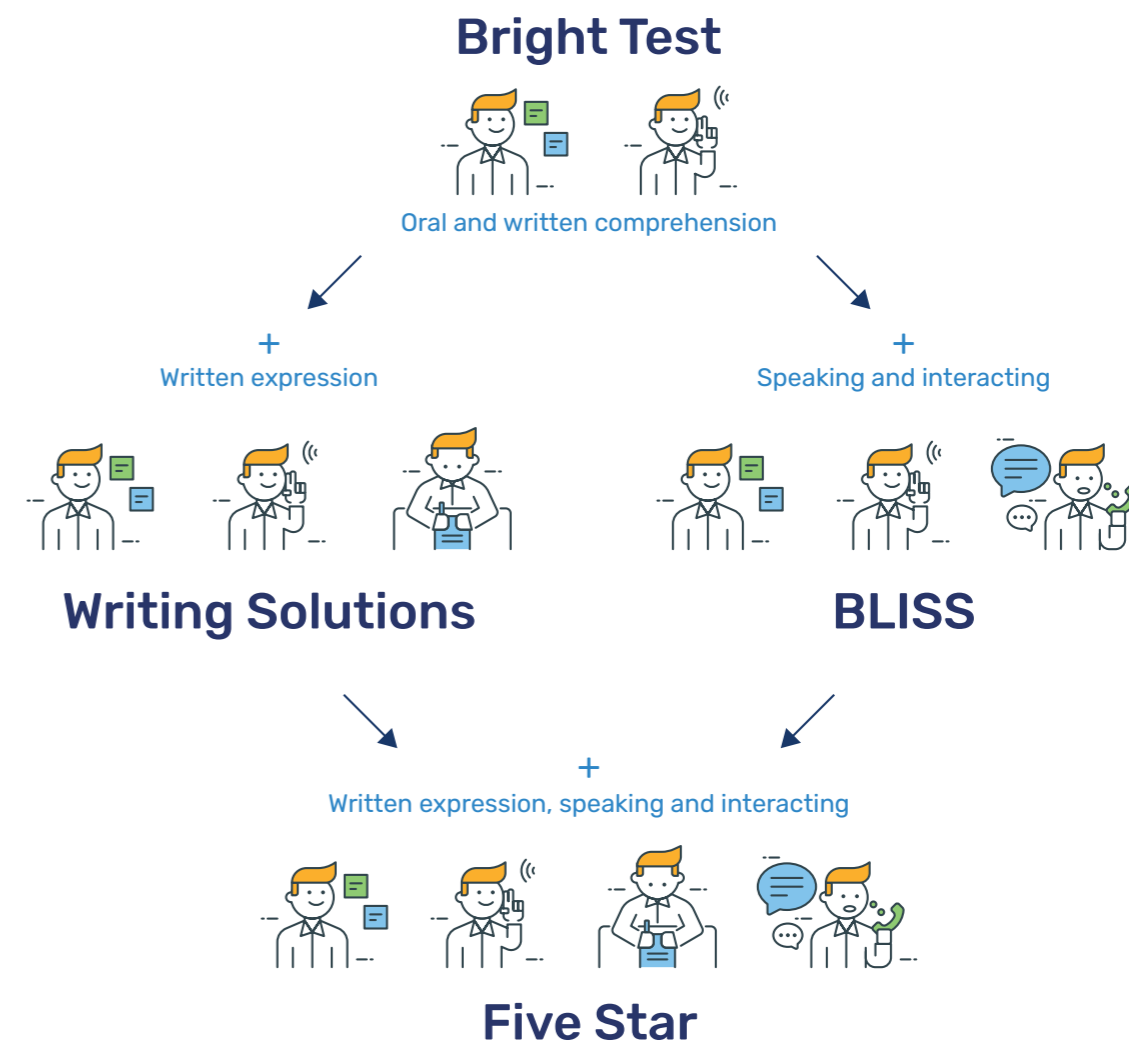 Bright Test
Oral and written comprehension
+
Written expression
+
Speaking and interacting
Writing Solutions
BLISS
+
Written expression, speaking and interacting
Five Star